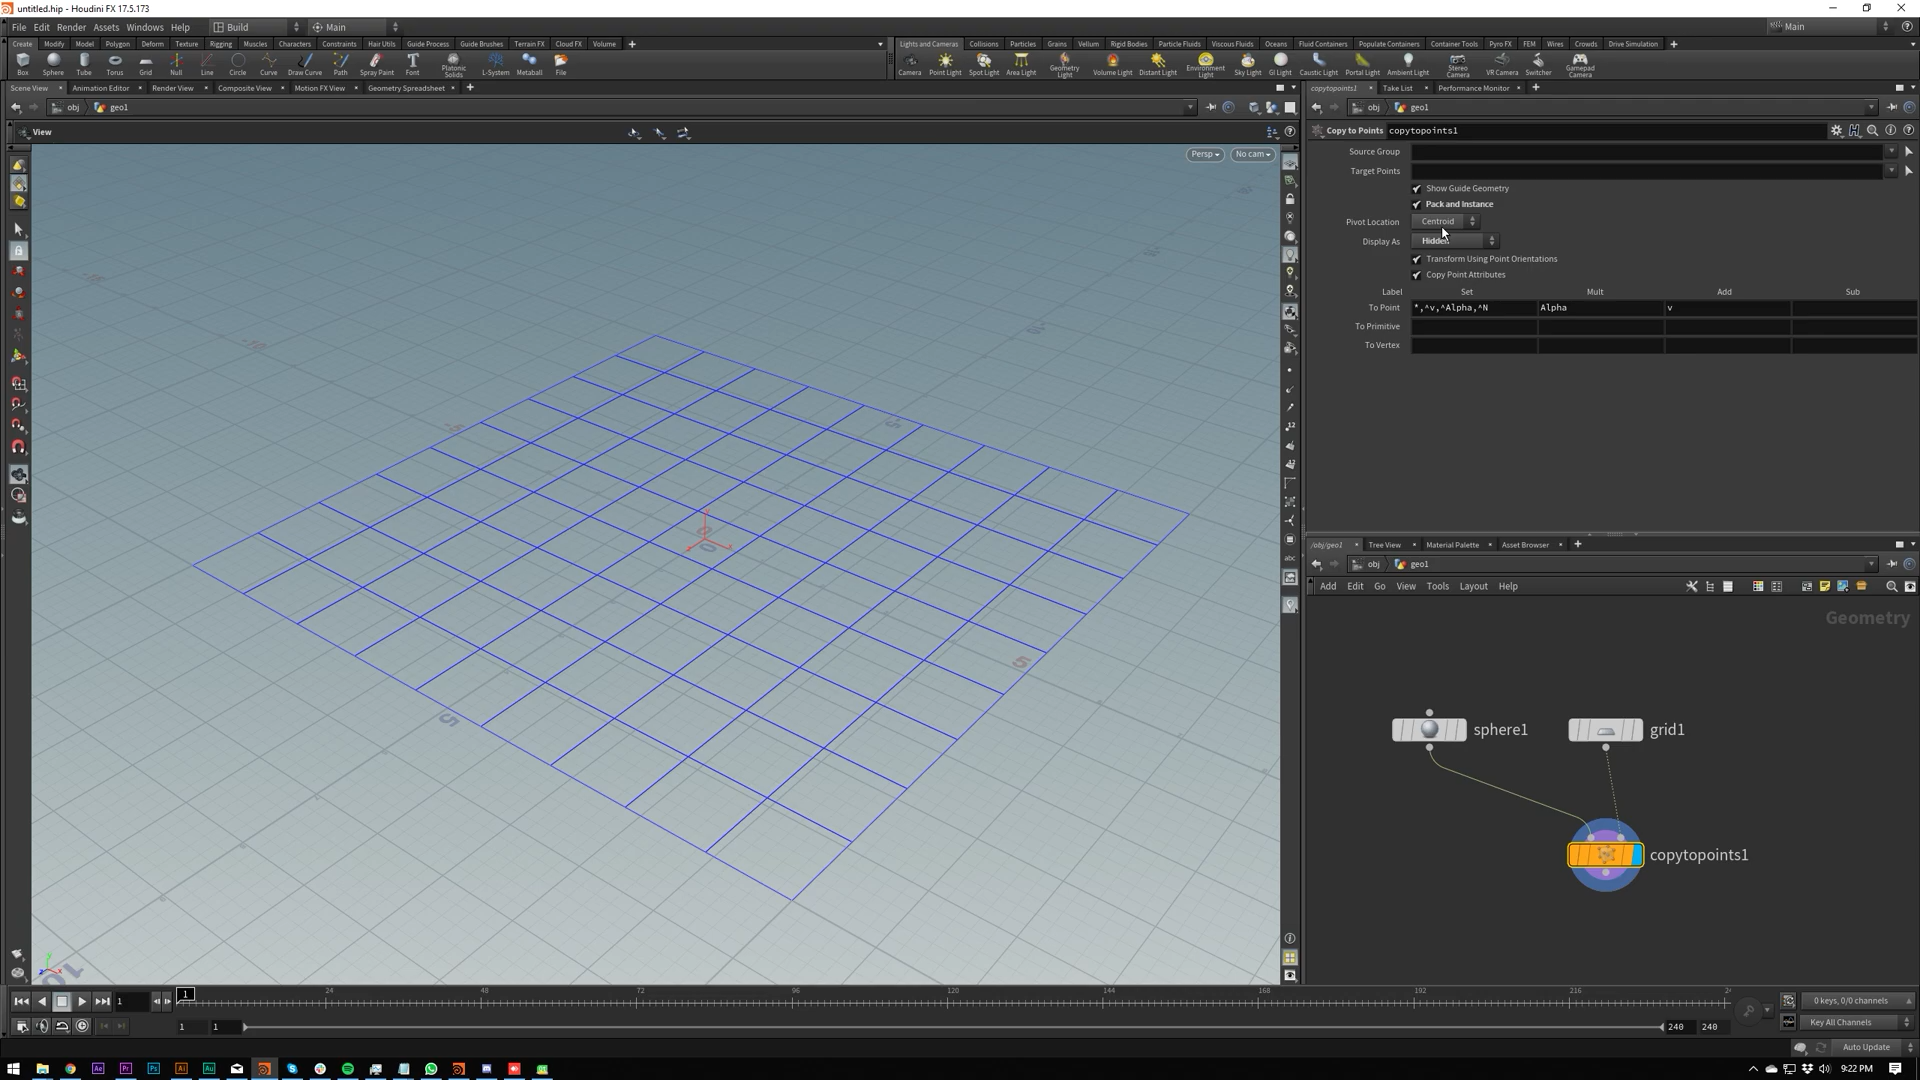 untitled.hip - Houdini FX 17.5.173
File Edit Render Assets Windows Help Build Main Main
Create Modify Model Polygon Deform Texture Rigging Muscles Characters Constraints Hair Utils Guide Process Guide Brushes Terrain FX Cloud FX Volume
Box Sphere Tube Torus Grid Null Line Circle Curve Draw Curve Path Spray Paint Font Platonic Solids L-System Metaball File
Lights and Cameras Collisions Particles Grains Vellum Rigid Bodies Particle Fluids Viscous Fluids Oceans Fluid Containers Populate Containers Container Tools Pyro FX FEM Wires Crowds Drive Simulation
Camera Point Light Spot Light Area Light Geometry Light Volume Light Distant Light Environment Light Sky Light GI Light Caustic Light Portal Light Ambient Light Stereo Camera VR Camera Switcher Gamepad Camera
Scene View Animation Editor Render View Composite View Motion FX View Geometry Spreadsheet
obj geo1
View
Persp No cam
copytopoints1 Take List Performance Monitor
obj geo1
Copy to Points copytopoints1
Source Group
Target Points
Show Guide Geometry
Pack and Instance
Pivot Location Centroid
Display As Hidden
Transform Using Point Orientations
Copy Point Attributes
Label Set Mult Add Sub
To Point *,^v,^Alpha,^N Alpha v
To Primitive
To Vertex
/obj/geo1 Tree View Material Palette Asset Browser
obj geo1
Add Edit Go View Tools Layout Help
Geometry
sphere1 grid1
copytopoints1
1 1 24 48 72 96 120 144 168 192 216
0 keys, 0/0 channels
1 1 240 240 Key All Channels
Auto Update
9:22 PM